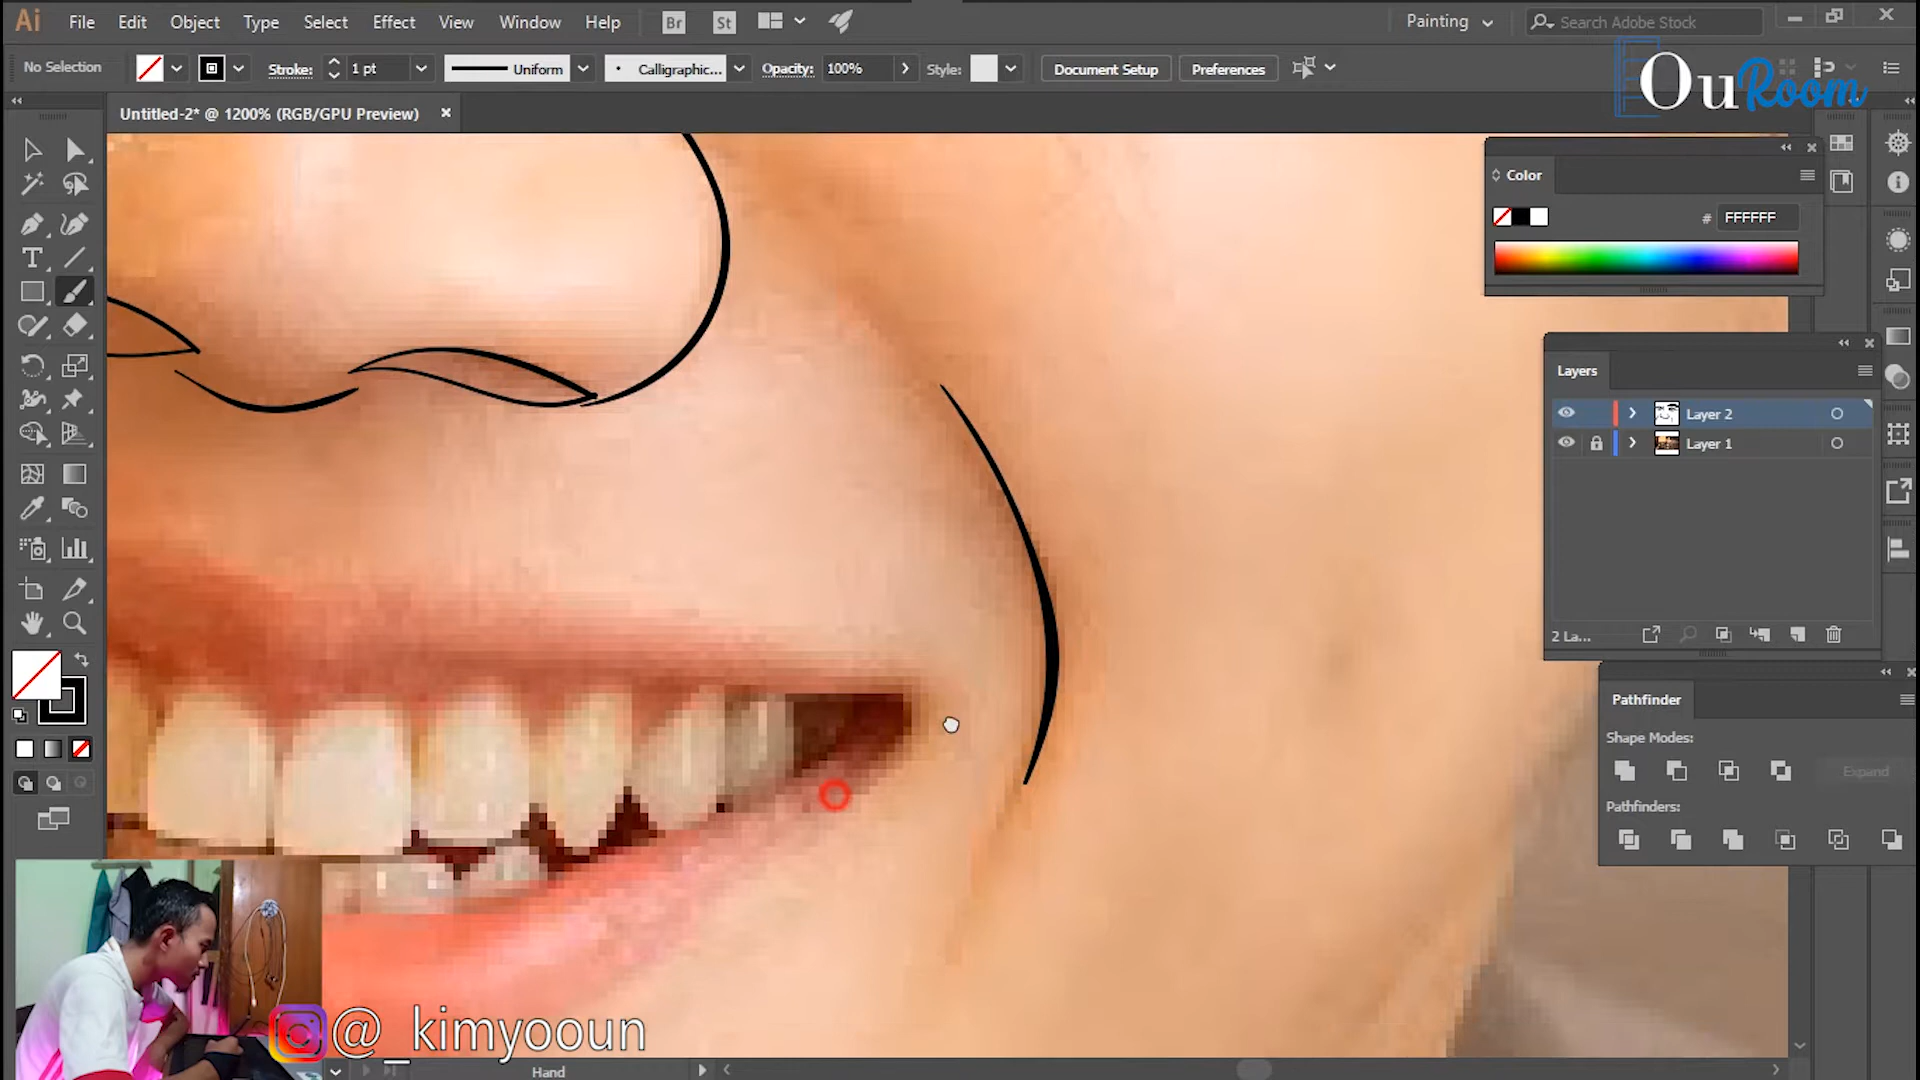 Ai File Edit Object Type Select Effect View Window Help Br St Painting Search Adobe Stock
No Selection Stroke: 1 pt Uniform Calligraphic... Opacity: 100% Style: Document Setup Preferences
OuRoom
Untitled-2* @ 1200% (RGB/GPU Preview)
Color
# FFFFFF
Layers
Layer 2
Layer 1
2 La...
Pathfinder
Shape Modes:
Expand
Pathfinders:
@_kimyooun
Hand